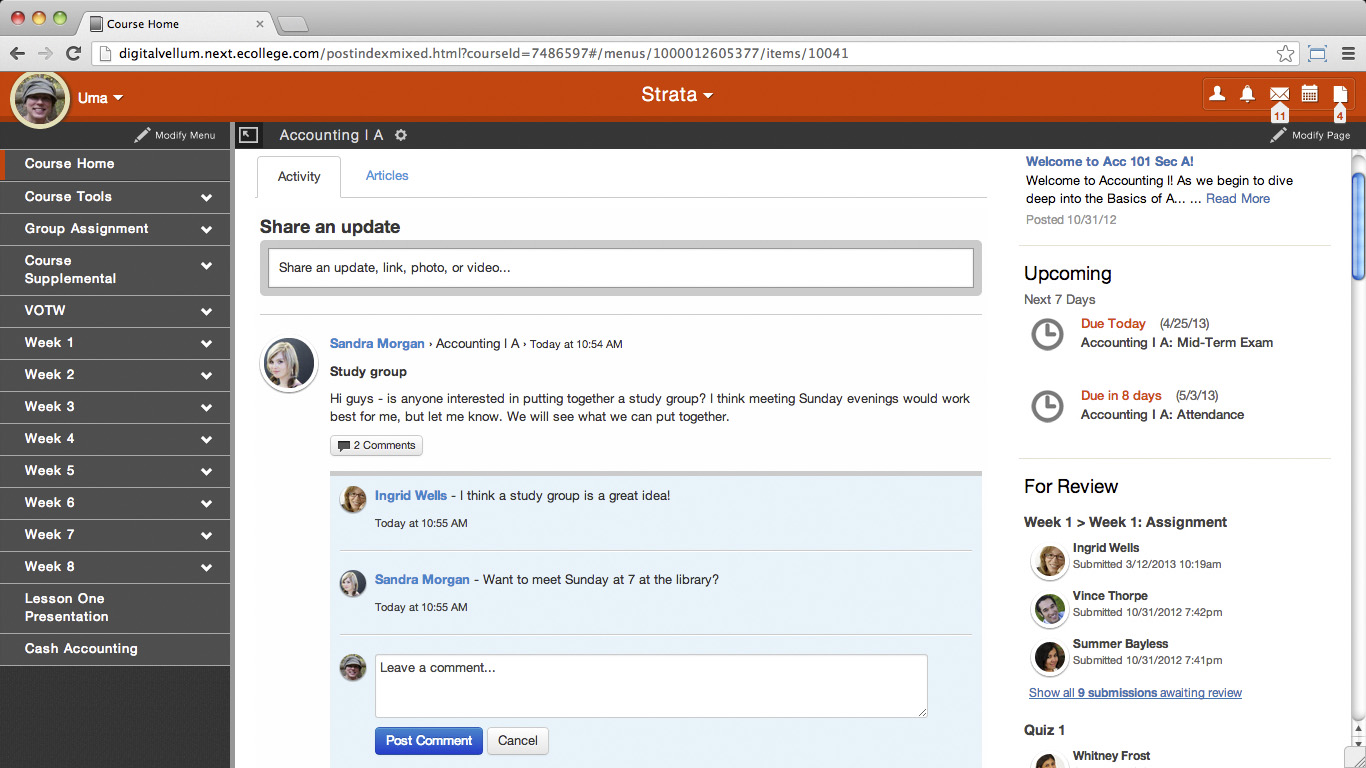 Course Home
digitalvellum.next.ecollege.com/postindexmixed.html?courseId=7486597#/menus/1000012605377/items/10041
Uma
Strata
11
4
Modify Menu
Accounting I A
Modify Page
Course Home
Course Tools
Group Assignment
Course
Supplemental
VOTW
Week 1
Week 2
Week 3
Week 4
Week 5
Week 6
Week 7
Week 8
Lesson One
Presentation
Cash Accounting
Activity
Articles
Share an update
Share an update, link, photo, or video...
Sandra Morgan › Accounting I A › Today at 10:54 AM
Study group
Hi guys - is anyone interested in putting together a study group? I think meeting Sunday evenings would work
best for me, but let me know. We will see what we can put together.
2 Comments
Ingrid Wells - I think a study group is a great idea!
Today at 10:55 AM
Sandra Morgan - Want to meet Sunday at 7 at the library?
Today at 10:55 AM
Leave a comment...
Post Comment
Cancel
Welcome to Acc 101 Sec A!
Welcome to Accounting I! As we begin to dive
deep into the Basics of A... ... Read More
Posted 10/31/12
Upcoming
Next 7 Days
Due Today (4/25/13)
Accounting I A: Mid-Term Exam
Due in 8 days (5/3/13)
Accounting I A: Attendance
For Review
Week 1 > Week 1: Assignment
Ingrid Wells
Submitted 3/12/2013 10:19am
Vince Thorpe
Submitted 10/31/2012 7:42pm
Summer Bayless
Submitted 10/31/2012 7:41pm
Show all 9 submissions awaiting review
Quiz 1
Whitney Frost